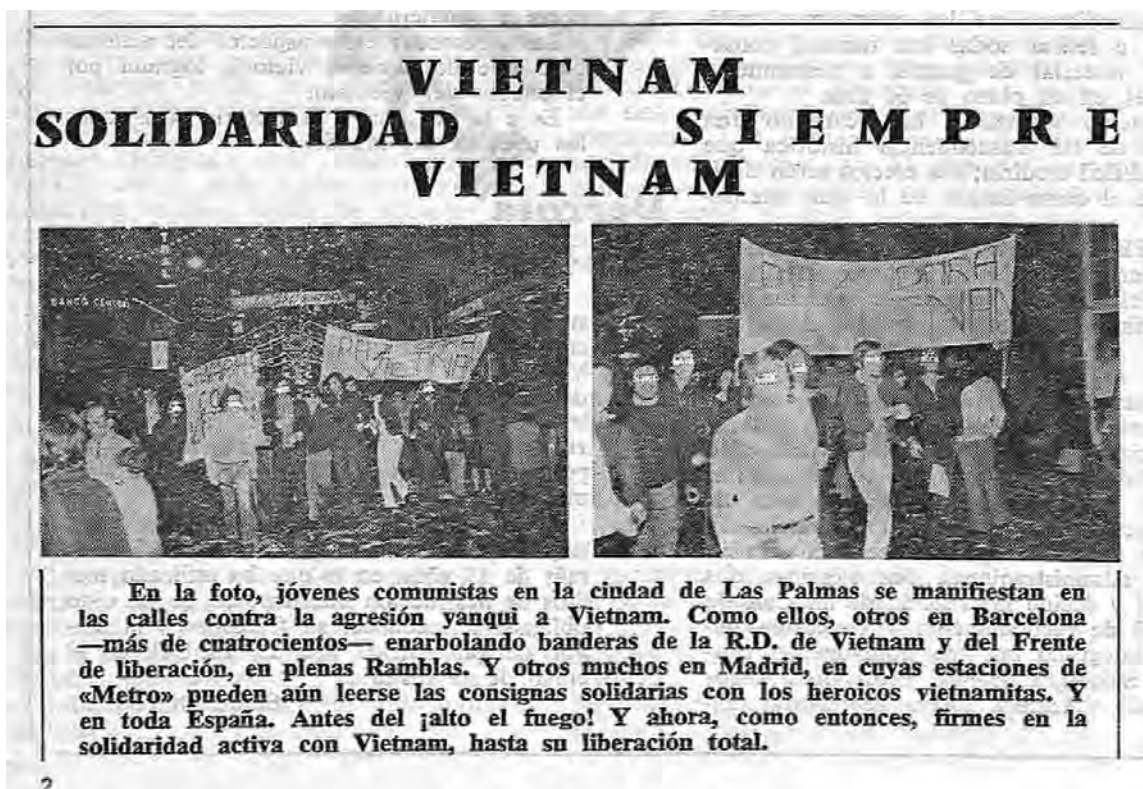 VIETNAM
SOLIDARIDAD SIEMPRE
VIETNAM
BANCO CENTRAL
PAZ
VIETNA
PARA
En la foto, jóvenes comunistas en la ciudad de Las Palmas se manifiestan en
las calles contra la agresión yanqui a Vietnam. Como ellos, otros en Barcelona
—más de cuatrocientos— enarbolando banderas de la R.D. de Vietnam y del Frente
de liberación, en plenas Ramblas. Y otros muchos en Madrid, en cuyas estaciones de
«Metro» pueden aún leerse las consignas solidarias con los heroicos vietnamitas. Y
en toda España. Antes del ¡alto el fuego! Y ahora, como entonces, firmes en la
solidaridad activa con Vietnam, hasta su liberación total.
2